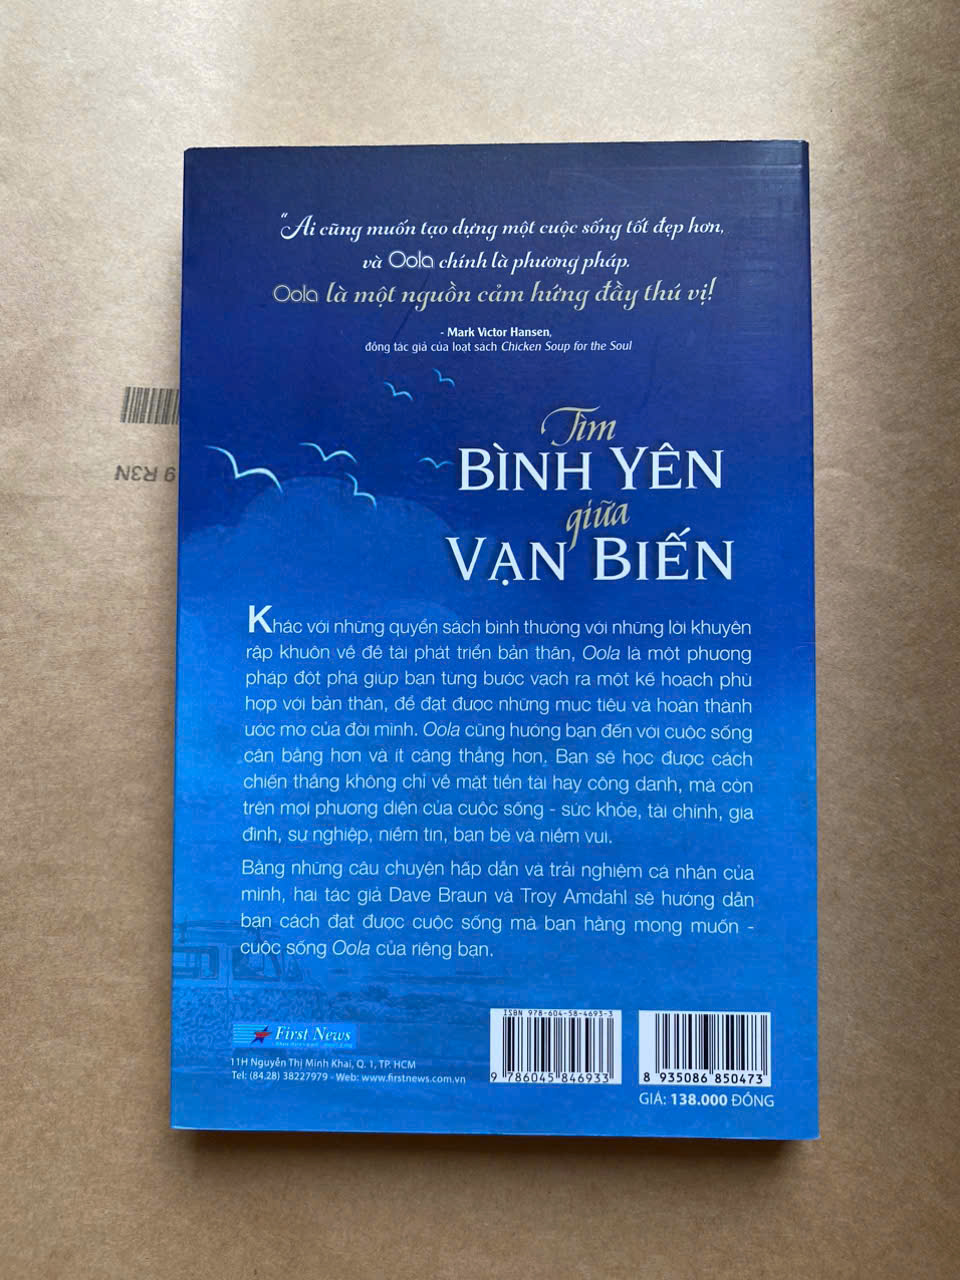 “Ai cũng muốn tạo dựng một cuộc sống tốt đẹp hơn,
và Oola chính là phương pháp.
Oola là một nguồn cảm hứng đầy thú vị!
- Mark Victor Hansen,
đồng tác giả của loạt sách Chicken Soup for the Soul
Tìm
BÌNH YÊN
giữa
VẠN BIẾN
Khác với những quyển sách bình thường với những lời khuyên
rập khuôn về đề tài phát triển bản thân, Oola là một phương
pháp đột phá giúp bạn từng bước vạch ra một kế hoạch phù
hợp với bản thân, để đạt được những mục tiêu và hoàn thành
ước mơ của đời mình. Oola cũng hướng bạn đến với cuộc sống
cân bằng hơn và ít căng thẳng hơn. Bạn sẽ học được cách
chiến thắng không chỉ về mặt tiền tài hay công danh, mà còn
trên mọi phương diện của cuộc sống - sức khỏe, tài chính, gia
đình, sự nghiệp, niềm tin, bạn bè và niềm vui.
Bằng những câu chuyện hấp dẫn và trải nghiệm cá nhân của
mình, hai tác giả Dave Braun và Troy Amdahl sẽ hướng dẫn
bạn cách đạt được cuộc sống mà bạn hằng mong muốn -
cuộc sống Oola của riêng bạn.
First News
11H Nguyễn Thị Minh Khai, Q. 1, TP. HCM
Tel: (84.28) 38227979 - Web: www.firstnews.com.vn
ISBN 978-604-58-4693-3
9 786045 846933
8 935086 850473
GIÁ: 138.000 ĐỒNG
9 R3N